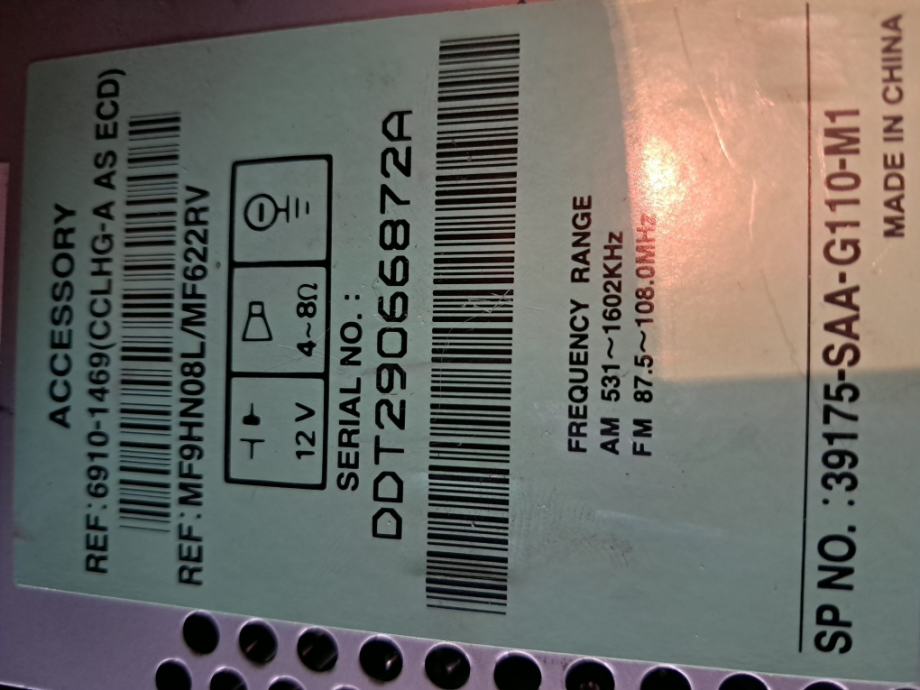 ACCESSORY
REF:6910-1469(CCLHG-A AS ECD)
REF:MF9HN08L/MF622RV
12 V
4~8Ω
SERIAL NO. :
DDT29066872A
FREQUENCY RANGE
AM 531~1602KHz
FM 87.5~108.0MHz
SP NO. :39175-SAA-G110-M1
MADE IN CHINA